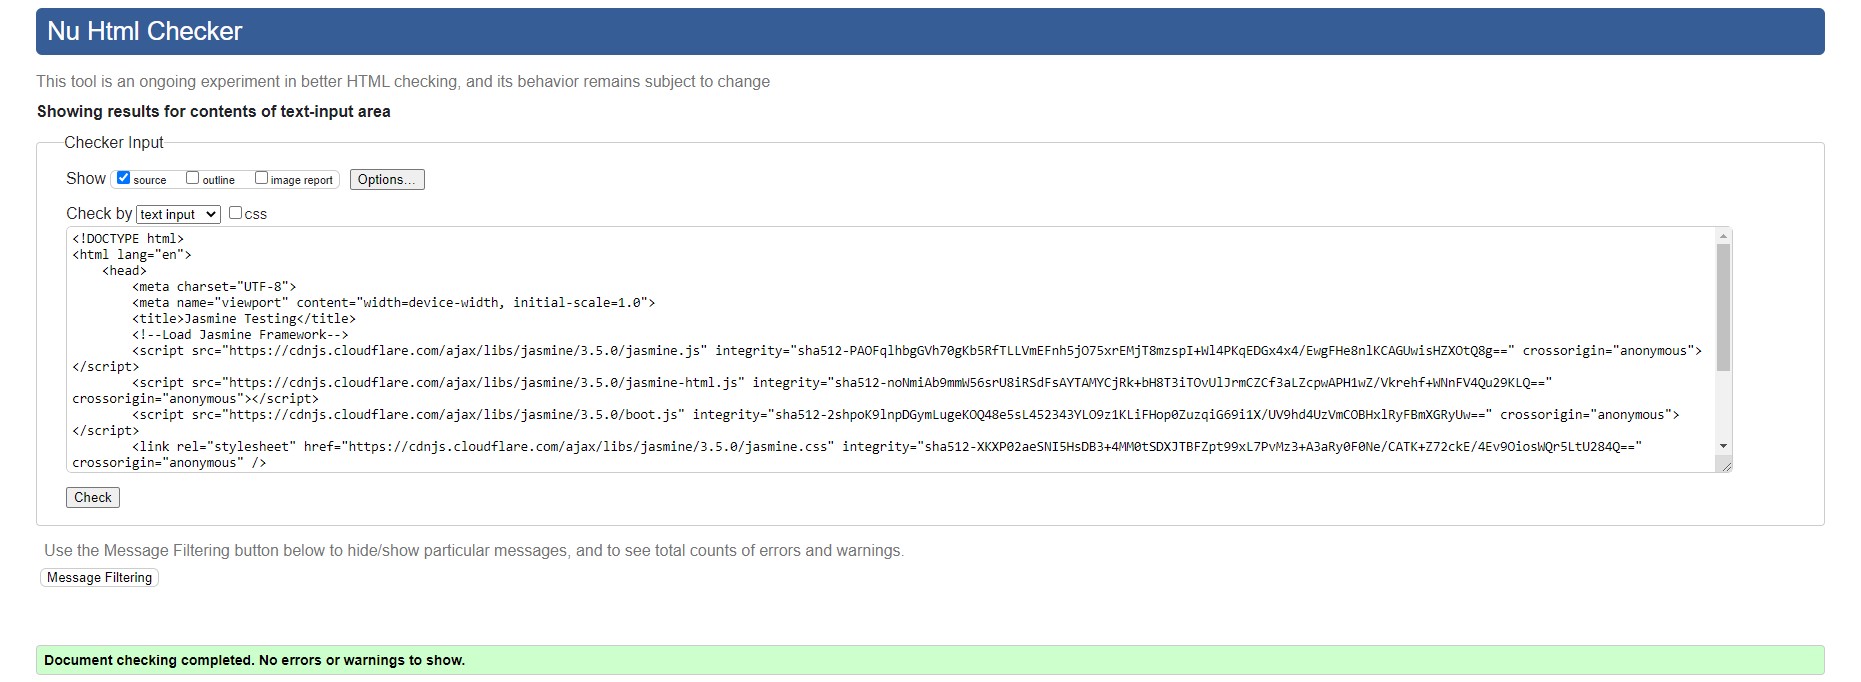 Nu Html Checker
This tool is an ongoing experiment in better HTML checking, and its behavior remains subject to change
Showing results for contents of text-input area
Checker Input
Show source outline image report Options...
Check by text input css
<!DOCTYPE html>
<html lang="en">
<head>
<meta charset="UTF-8">
<meta name="viewport" content="width=device-width, initial-scale=1.0">
<title>Jasmine Testing</title>
<!--Load Jasmine Framework-->
<script src="https://cdnjs.cloudflare.com/ajax/libs/jasmine/3.5.0/jasmine.js" integrity="sha512-PAOFqlhbgGVh70gKb5RfTLLVmEFnh5jO75xrEMjT8mzspI+Wl4PKqEDGx4x4/EwgFHe8nlKCAGUwisHZXOtQ8g==" crossorigin="anonymous">
</script>
<script src="https://cdnjs.cloudflare.com/ajax/libs/jasmine/3.5.0/jasmine-html.js" integrity="sha512-noNmiAb9mmW56srU8iRSdFsAYTAMYCjRk+bH8T3iTOvUlJrmCZCf3aLZcpwAPH1wZ/Vkrehf+WNnFV4Qu29KLQ=="
crossorigin="anonymous"></script>
<script src="https://cdnjs.cloudflare.com/ajax/libs/jasmine/3.5.0/boot.js" integrity="sha512-2shpoK9lnpDGymLugeKOQ48e5sL452343YLO9z1KLiFHop0ZuzqiG69i1X/UV9hd4UzVmCOBHxlRyFBmXGRyUw==" crossorigin="anonymous">
</script>
<link rel="stylesheet" href="https://cdnjs.cloudflare.com/ajax/libs/jasmine/3.5.0/jasmine.css" integrity="sha512-XKXP02aeSNI5HsDB3+4MM0tSDXJTBFZpt99xL7PvMz3+A3aRy0F0Ne/CATK+Z72ckE/4Ev9OiosWQr5LtU284Q=="
crossorigin="anonymous" />
Check
Use the Message Filtering button below to hide/show particular messages, and to see total counts of errors and warnings.
Message Filtering
Document checking completed. No errors or warnings to show.